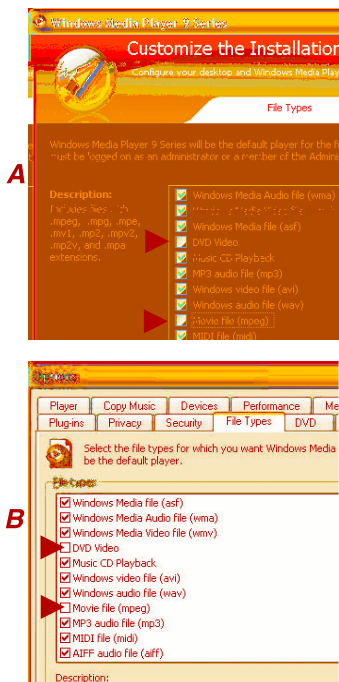 Windows Media Player 9 Series
Customize the Installation
Configure your desktop and Windows Media Play
File Types
Windows Media Player 9 Series will be the default player for the f
must be logged on as an administrator or a member of the Admini
A
Description:
Includes files with
.mpeg, .mpg, .mpe,
.mv1, .mp2, .mpv2,
.mp2v, and .mpa
extensions.
Windows Media Audio file (wma)
Windows Media file (asf)
DVD Video
Music CD Playback
MP3 audio file (mp3)
Windows video file (avi)
Windows audio file (wav)
Movie file (mpeg)
MIDI file (midi)
Options
Player Copy Music Devices Performance Me
Plug-ins Privacy Security File Types DVD
Select the file types for which you want Windows Media
be the default player.
File types
B
Windows Media file (asf)
Windows Media Audio file (wma)
Windows Media Video file (wmv)
DVD Video
Music CD Playback
Windows video file (avi)
Windows audio file (wav)
Movie file (mpeg)
MP3 audio file (mp3)
MIDI file (midi)
AIFF audio file (aiff)
Description: